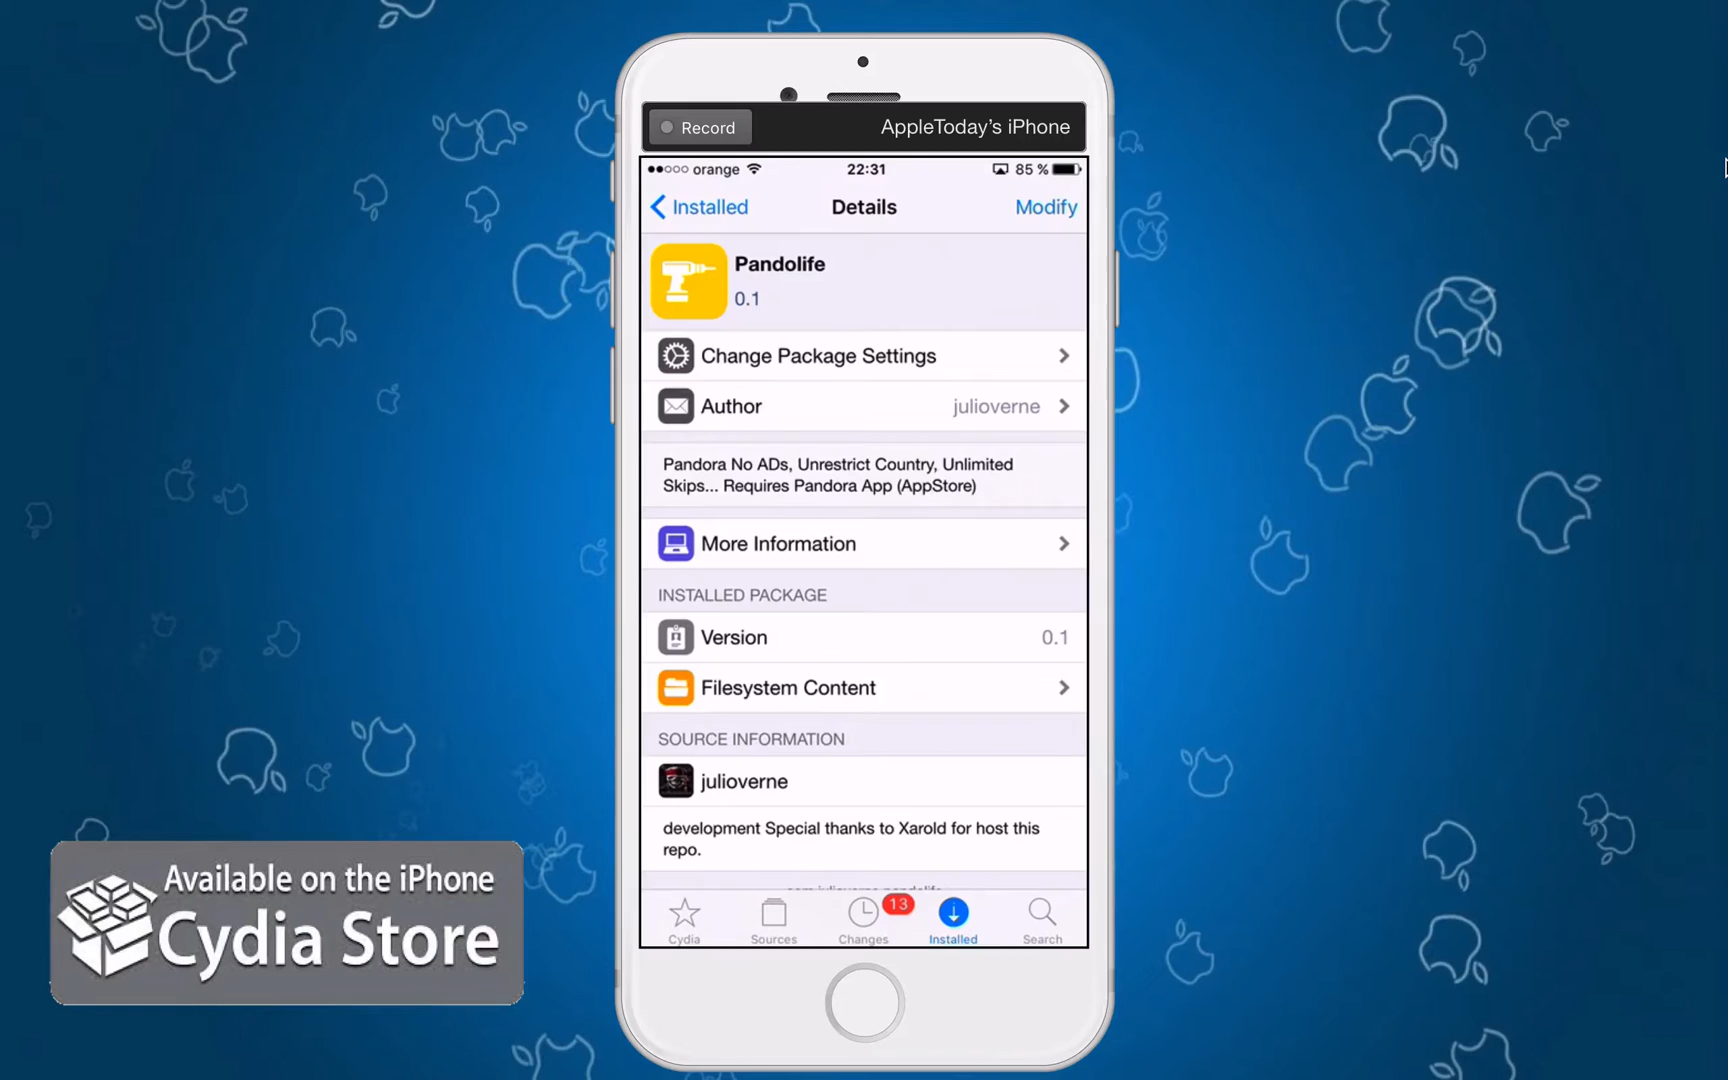 Record
AppleToday's iPhone
orange
22:31
85 %
Installed
Details
Modify
Pandolife
0.1
Change Package Settings
Author
julioverne
Pandora No ADs, Unrestrict Country, Unlimited
Skips... Requires Pandora App (AppStore)
More Information
INSTALLED PACKAGE
Version
0.1
Filesystem Content
SOURCE INFORMATION
julioverne
development Special thanks to Xarold for host this
repo.
13
Cydia
Sources
Changes
Installed
Search
Available on the iPhone
Cydia Store